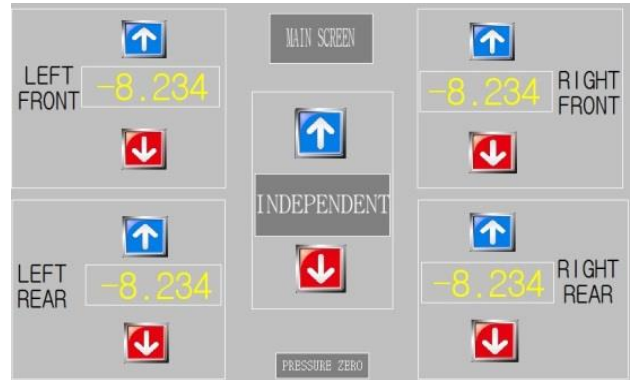 MAIN SCREEN
LEFT
FRONT
-8.234
-8.234
RIGHT
FRONT
INDEPENDENT
LEFT
REAR
-8.234
-8.234
RIGHT
REAR
PRESSURE ZERO